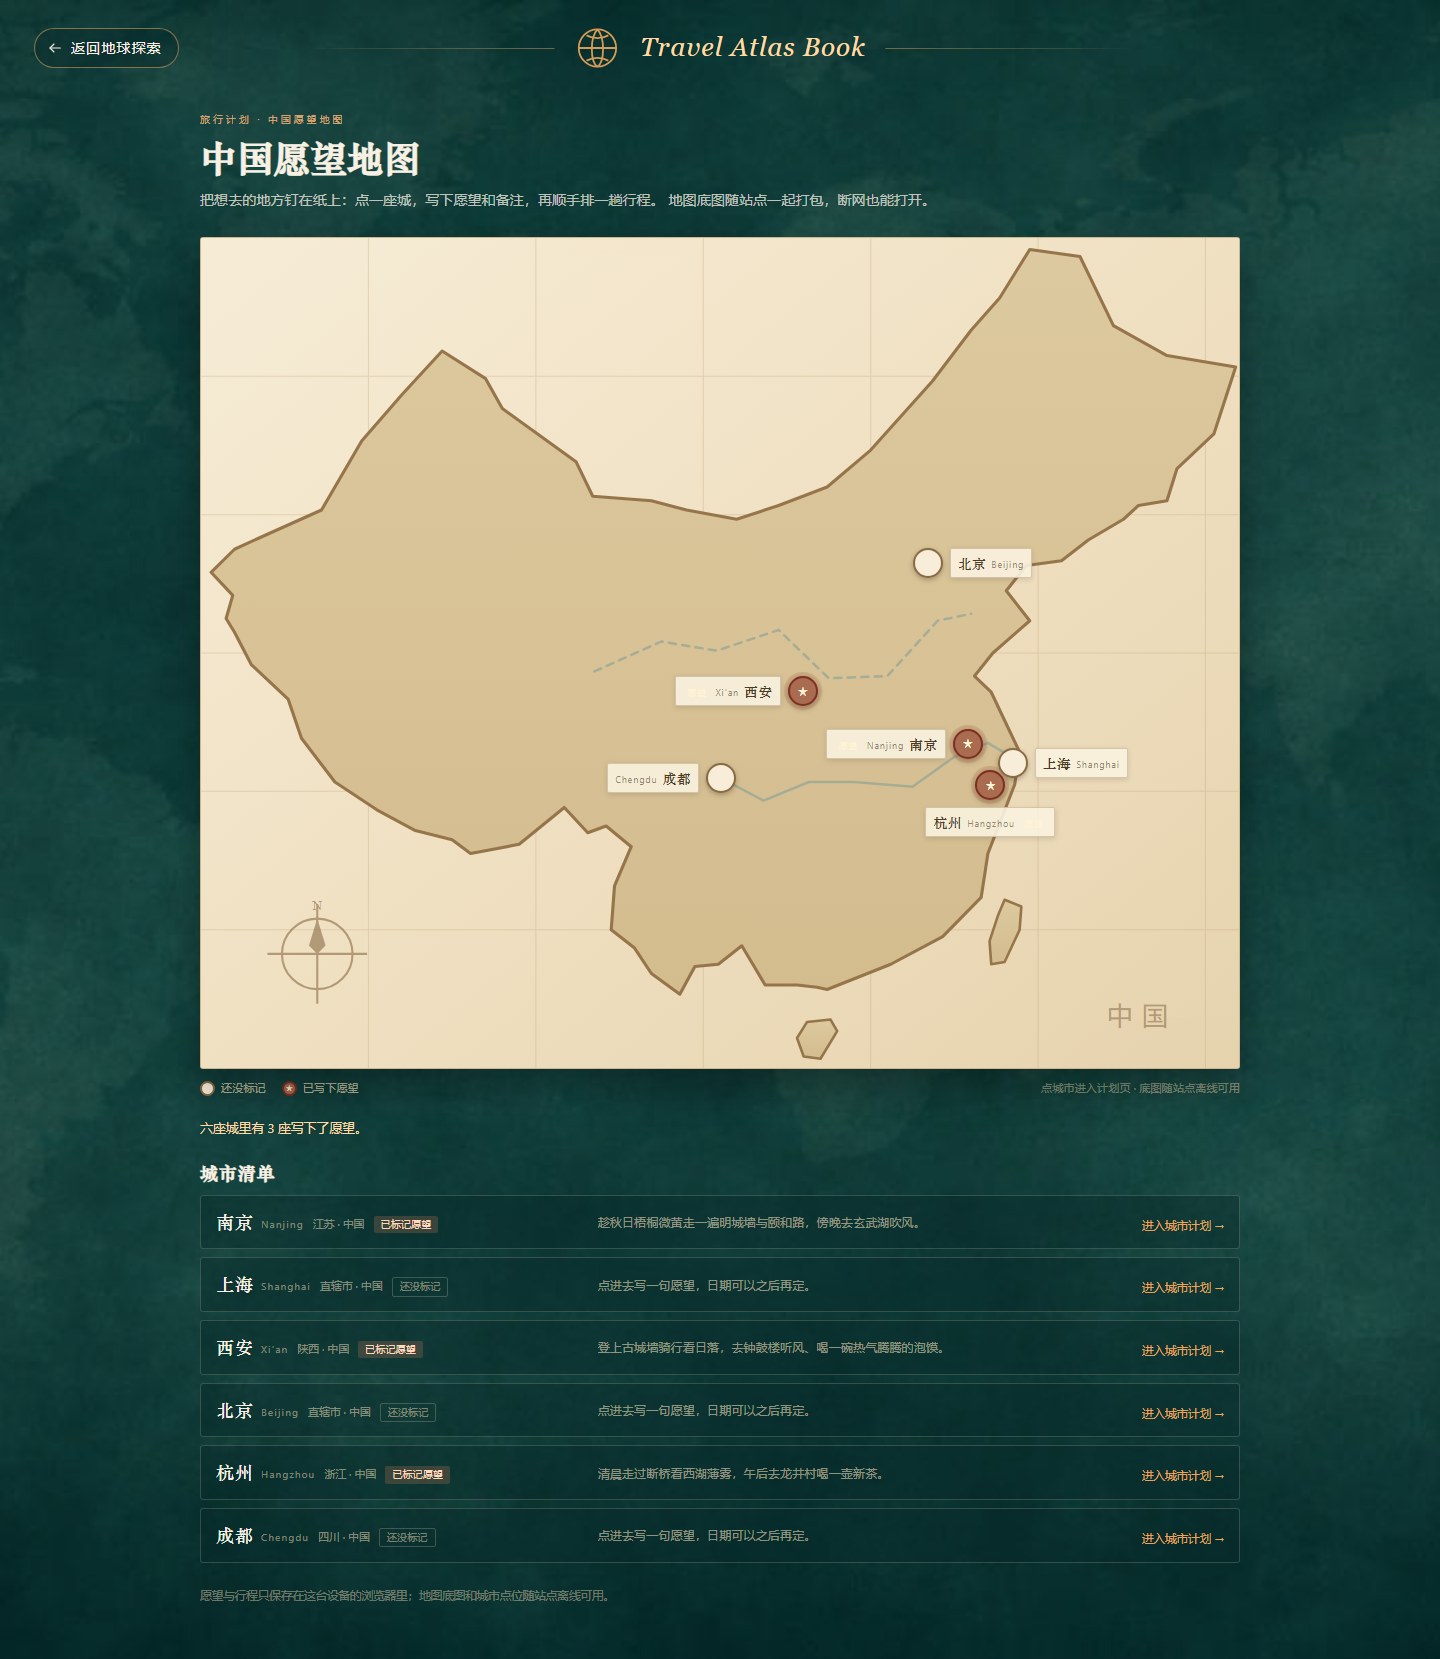 ← 返回地球探索
Travel Atlas Book
旅行计划 · 中国愿望地图
中国愿望地图
把想去的地方钉在纸上：点一座城，写下愿望和备注，再顺手排一趟行程。 地图底图随站点一起打包，断网也能打开。
北京 Beijing
Xi'an 西安
Nanjing 南京
上海 Shanghai
Chengdu 成都
杭州 Hangzhou
N
中国
还没标记 已写下愿望
点城市进入计划页 · 底图随站点离线可用
六座城里有 3 座写下了愿望。
城市清单
南京 Nanjing 江苏 · 中国 已标记愿望 趁秋日梧桐微黄走一遍明城墙与颐和路，傍晚去玄武湖吹风。 进入城市计划 →
上海 Shanghai 直辖市 · 中国 还没标记 点进去写一句愿望，日期可以之后再定。 进入城市计划 →
西安 Xi'an 陕西 · 中国 已标记愿望 登上古城墙骑行看日落，去钟鼓楼听风、喝一碗热气腾腾的泡馍。 进入城市计划 →
北京 Beijing 直辖市 · 中国 还没标记 点进去写一句愿望，日期可以之后再定。 进入城市计划 →
杭州 Hangzhou 浙江 · 中国 已标记愿望 清晨走过断桥看西湖薄雾，午后去龙井村喝一壶新茶。 进入城市计划 →
成都 Chengdu 四川 · 中国 还没标记 点进去写一句愿望，日期可以之后再定。 进入城市计划 →
愿望与行程只保存在这台设备的浏览器里；地图底图和城市点位随站点离线可用。